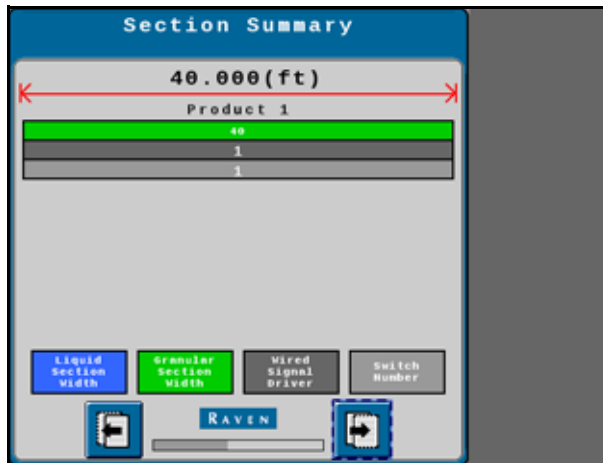 Section Summary
40.000(ft)
Product 1
40
1
1
Liquid
Section
Width
Granular
Section
Width
Wired
Signal
Driver
Switch
Number
RAVEN